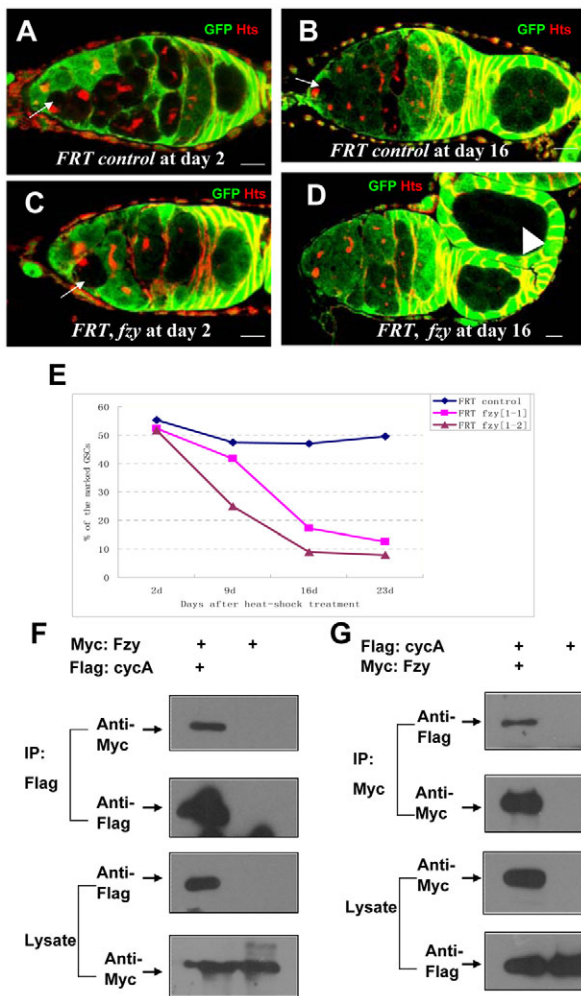 A
GFP Hts
FRT control at day 2
B
GFP Hts
FRT control at day 16
C
GFP Hts
FRT, fzy at day 2
D
GFP Hts
FRT, fzy at day 16
E
FRT control
FRT fzy[1-1]
FRT fzy[1-2]
% of the marked GSCs
60
50
40
30
20
10
0
2d 9d 16d 23d
Days after heat-shock treatment
F
Myc: Fzy + +
Flag: cycA +
IP:
Flag
Anti-
Myc
Anti-
Flag
Lysate
Anti-
Flag
Anti-
Myc
G
Flag: cycA + +
Myc: Fzy +
IP:
Myc
Anti-
Flag
Anti-
Myc
Lysate
Anti-
Myc
Anti-
Flag